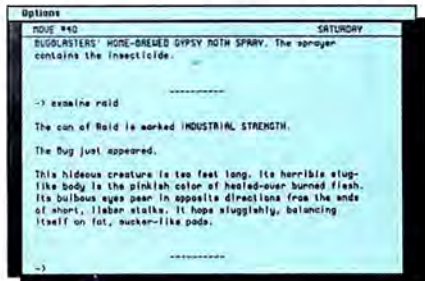 Options
MOVE #40 SATURDAY
BUGBLASTERS' HOME-BREWED GYPSY MOTH SPRAY. The sprayer
contains the insecticide.
----------
-> examine raid
The can of Raid is marked INDUSTRIAL STRENGTH.
The Bug just appeared.
This hideous creature is two feet long. Its horrible slug-
like body is the pinkish color of healed-over burned flesh.
Its bulbous eyes peer in opposite directions from the ends
of short, limber stalks. It hops sluggishly, balancing
itself on fat, sucker-like pads.
----------
->